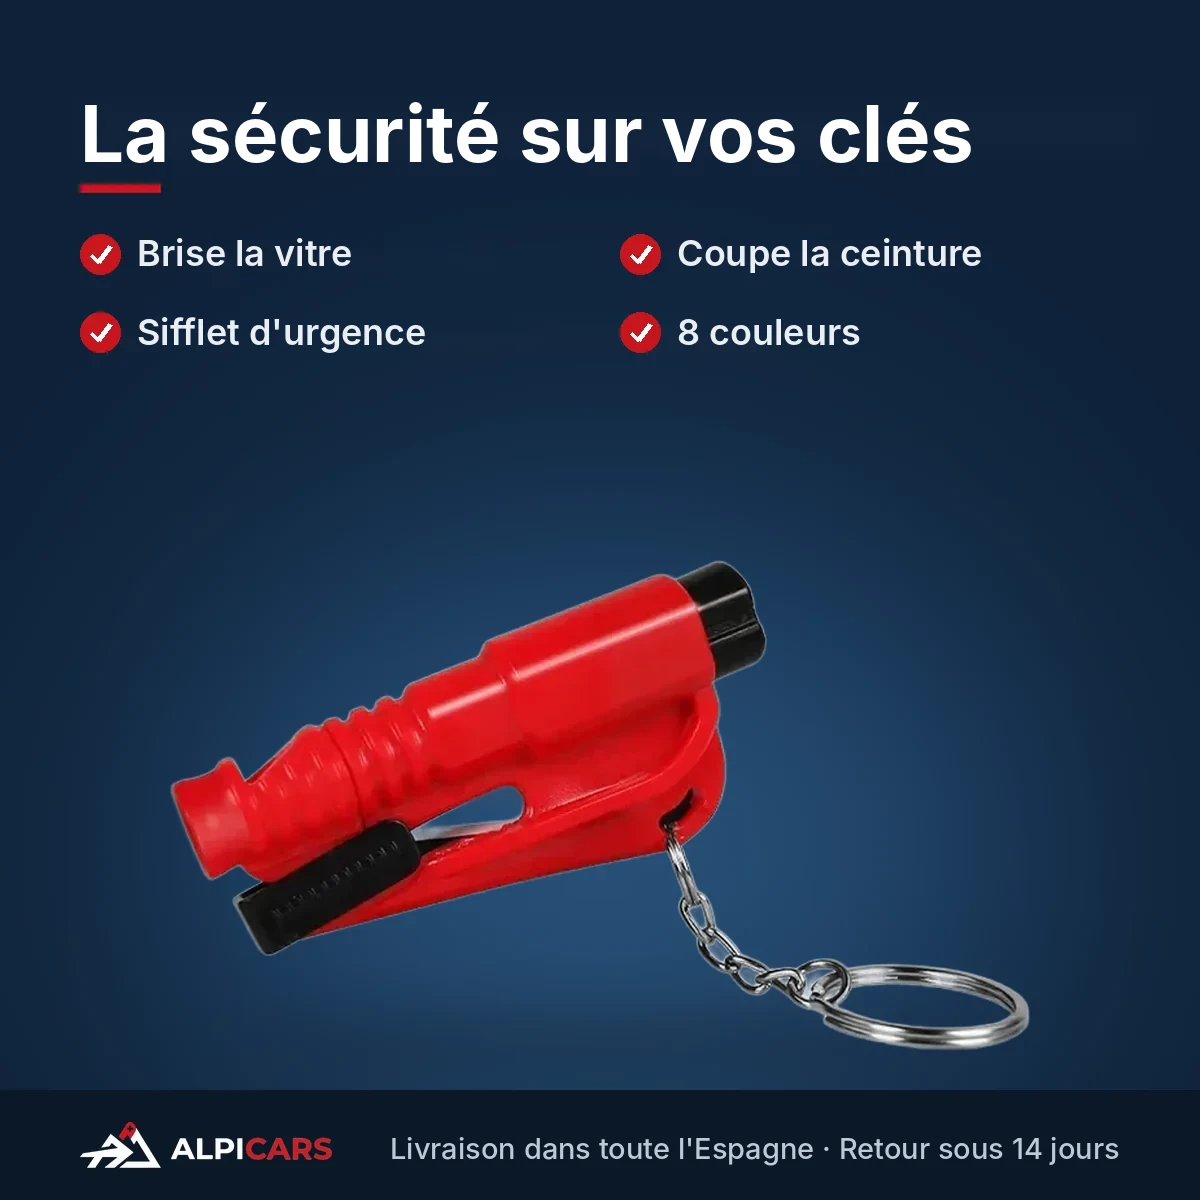 La sécurité sur vos clés
Brise la vitre
Coupe la ceinture
Sifflet d'urgence
8 couleurs
ALPICARS
Livraison dans toute l'Espagne · Retour sous 14 jours